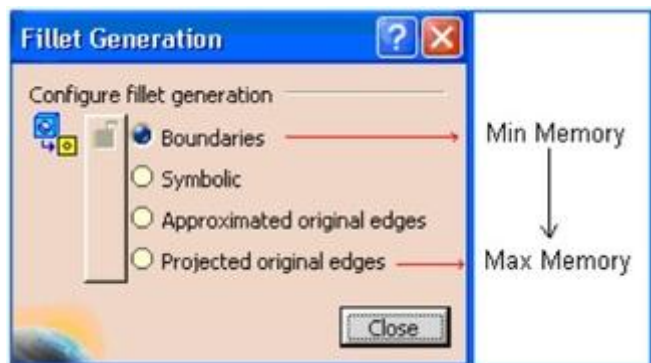 Fillet Generation
Configure fillet generation
Boundaries
Min Memory
Symbolic
Approximated original edges
Projected original edges
Max Memory
Close